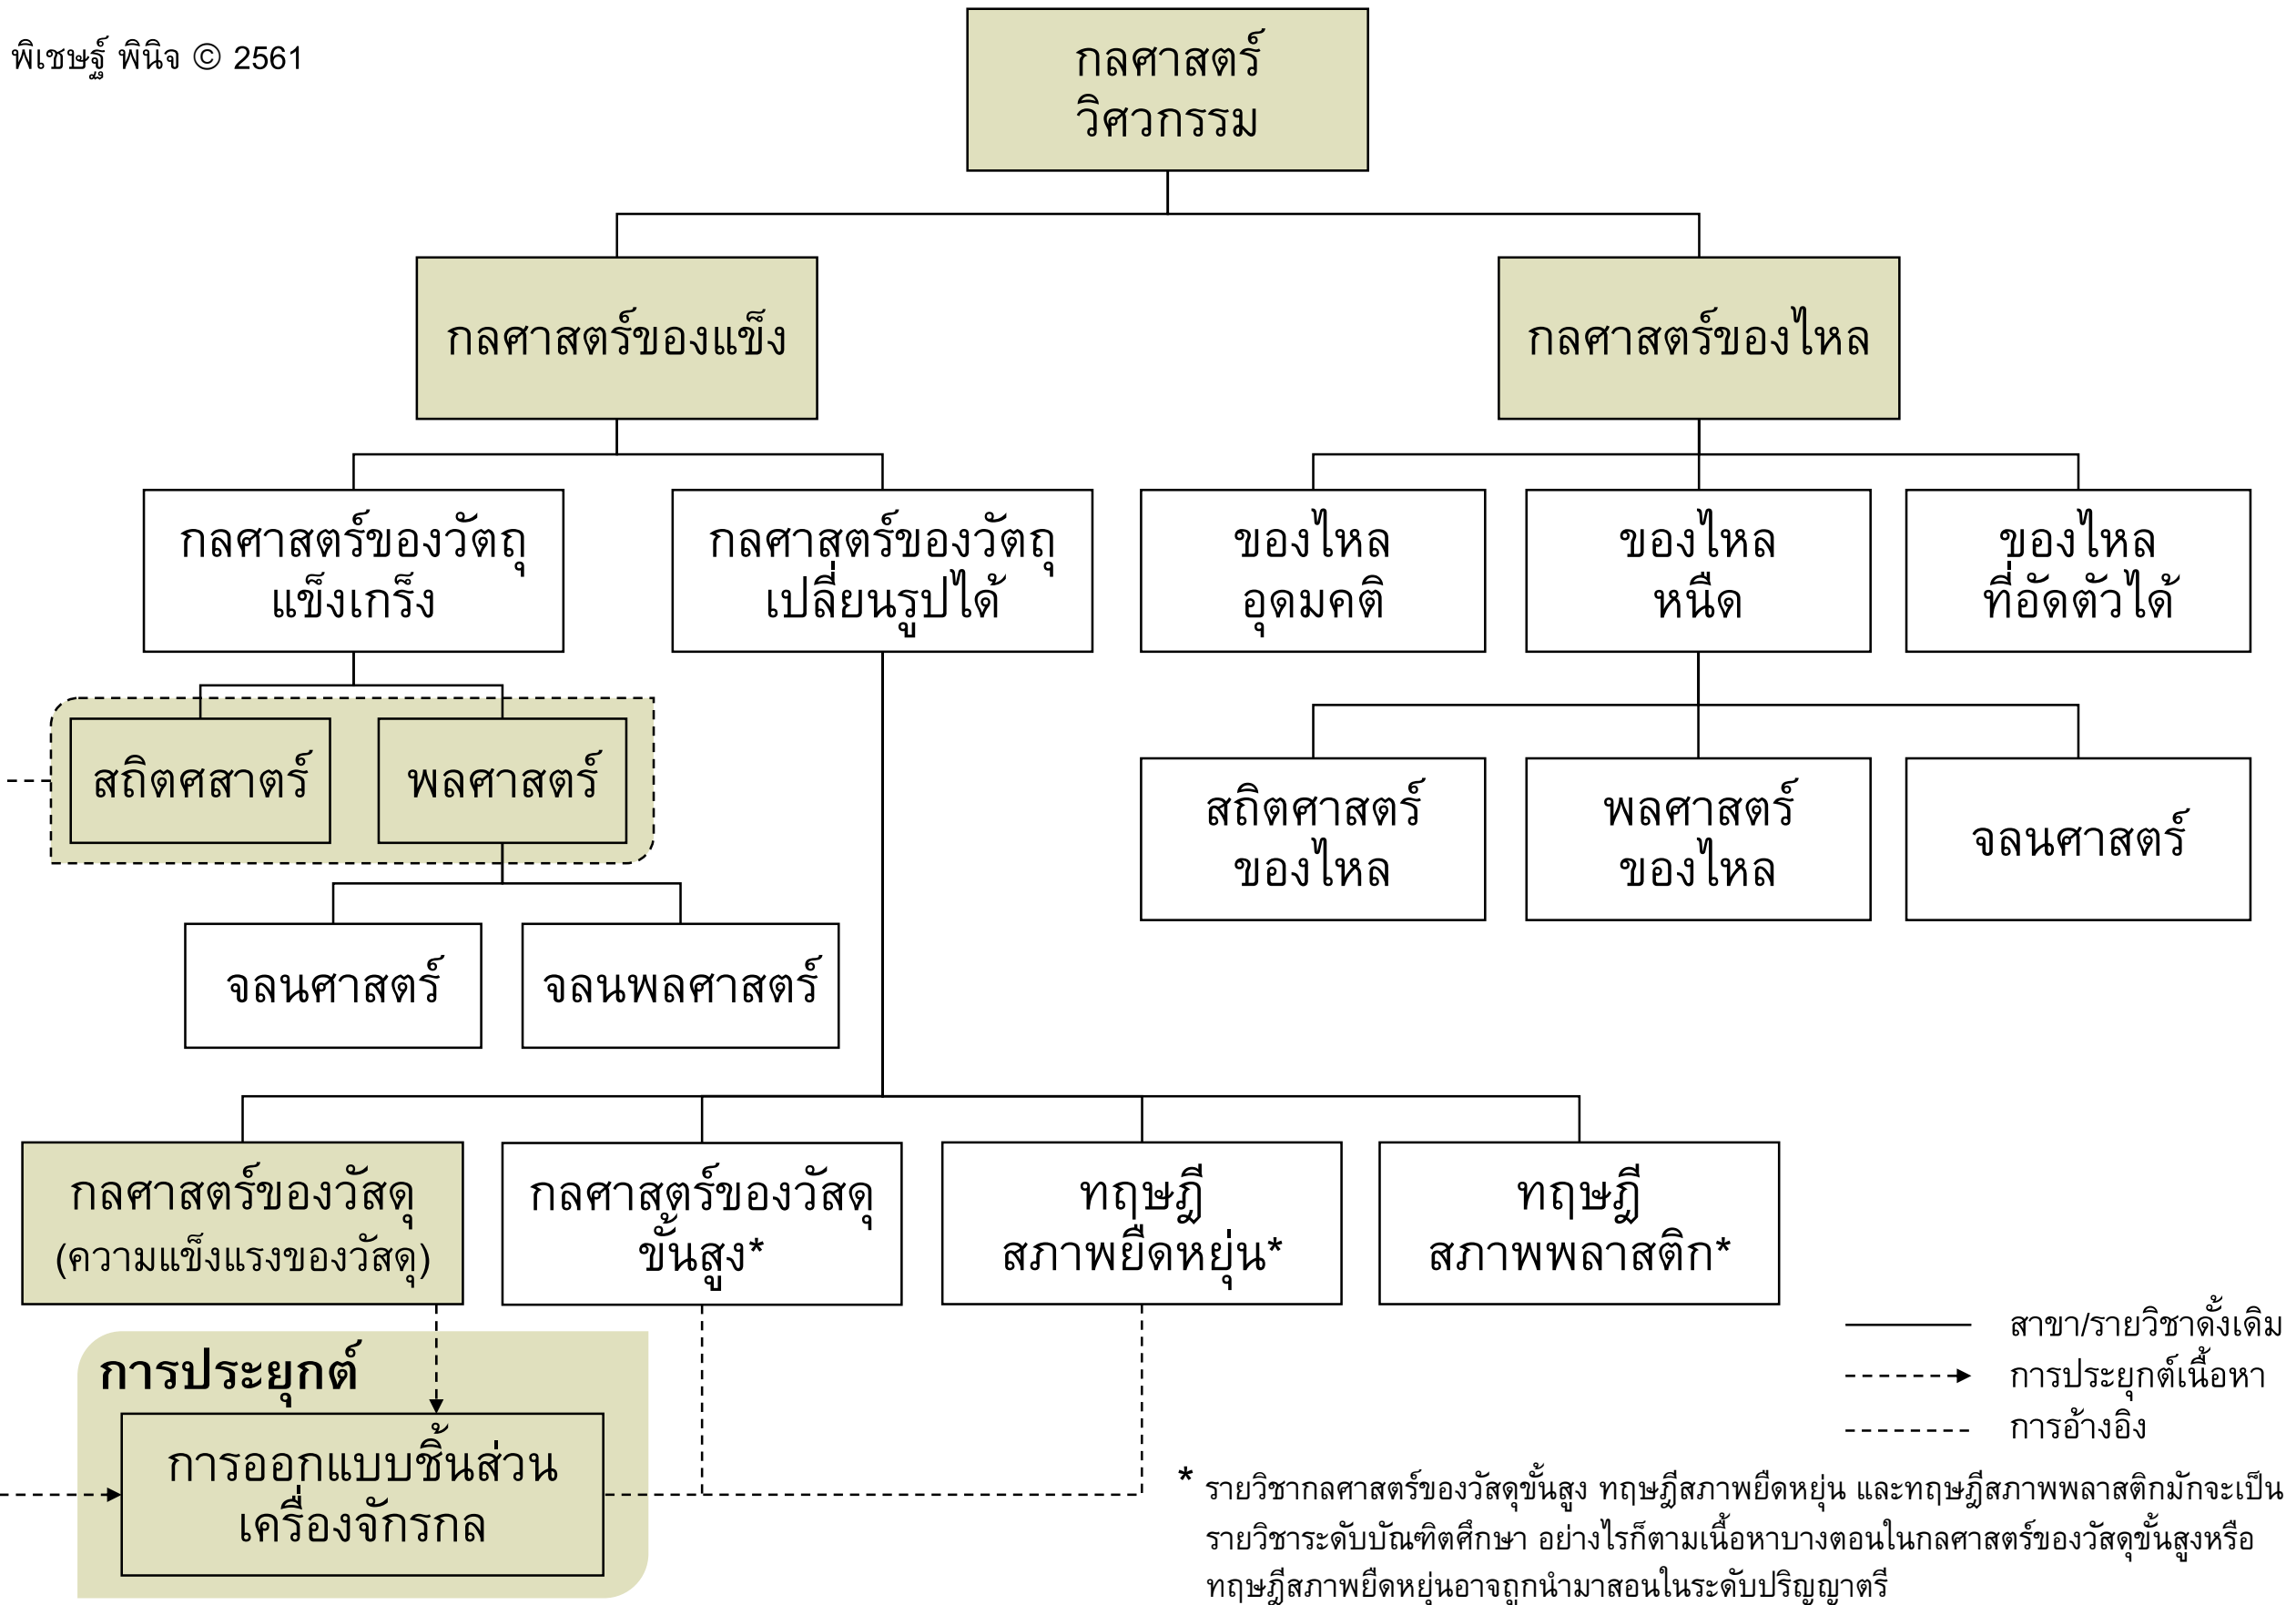 พิเชษฐ์ พินิจ © 2561
กลศาสตร์
วิศวกรรม
กลศาสตร์ของแข็ง
กลศาสตร์ของไหล
กลศาสตร์ของวัตถุ
แข็งเกร็ง
กลศาสตร์ของวัตถุ
เปลี่ยนรูปได้
ของไหล
อุดมคติ
ของไหล
หนืด
ของไหล
ที่อัดตัวได้
สถิตศสาตร์
พลศาสตร์
สถิตศาสตร์
ของไหล
พลศาสตร์
ของไหล
จลนศาสตร์
จลนศาสตร์
จลนพลศาสตร์
กลศาสตร์ของวัสดุ
(ความแข็งแรงของวัสดุ)
กลศาสตร์ของวัสดุ
ขั้นสูง*
ทฤษฎี
สภาพยืดหยุ่น*
ทฤษฎี
สภาพพลาสติก*
การประยุกต์
การออกแบบชิ้นส่วน
เครื่องจักรกล
สาขา/รายวิชาดั้งเดิม
การประยุกต์เนื้อหา
การอ้างอิง
* รายวิชากลศาสตร์ของวัสดุขั้นสูง ทฤษฎีสภาพยืดหยุ่น และทฤษฎีสภาพพลาสติกมักจะเป็น
รายวิชาระดับบัณฑิตศึกษา อย่างไรก็ตามเนื้อหาบางตอนในกลศาสตร์ของวัสดุขั้นสูงหรือ
ทฤษฎีสภาพยืดหยุ่นอาจถูกนำมาสอนในระดับปริญญาตรี